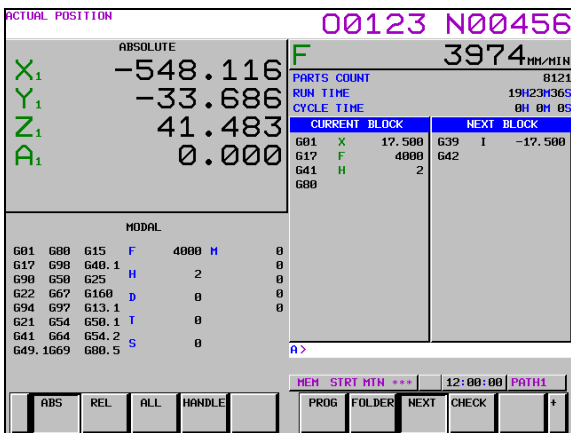 ACTUAL POSITION
O0123 N00456
ABSOLUTE
X1 -548.116
Y1 -33.686
Z1 41.483
A1 0.000
F 3974MM/MIN
PARTS COUNT 8121
RUN TIME 19H23M36S
CYCLE TIME 0H 0M 0S
CURRENT BLOCK NEXT BLOCK
G01 X 17.500 G39 I -17.500
G17 F 4000 G42
G41 H 2
G80
MODAL
G01 G80 G15 F 4000 M 0
G17 G98 G40.1 0
G90 G50 G25 H 2 0
G22 G67 G160 D 0 0
G94 G97 G13.1 0
G21 G54 G50.1 T 0
G41 G64 G54.2 S 0
G49.1G69 G80.5
A>
MEM STRT MTN *** 12:00:00 PATH1
ABS REL ALL HANDLE PROG FOLDER NEXT CHECK +